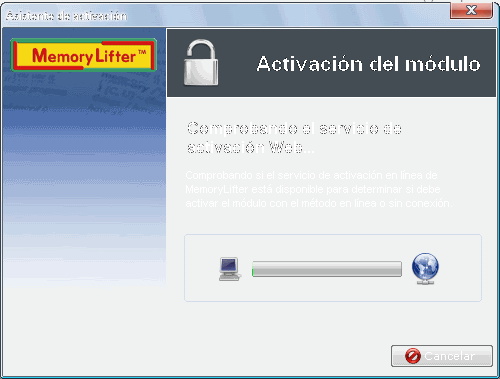 Asistente de activación
MemoryLifter™
Activación del módulo
Comprobando el servicio de
activación Web...
Comprobando si el servicio de activación en línea de
MemoryLifter está disponible para determinar si debe
activar el módulo con el método en línea o sin conexión.
Cancelar